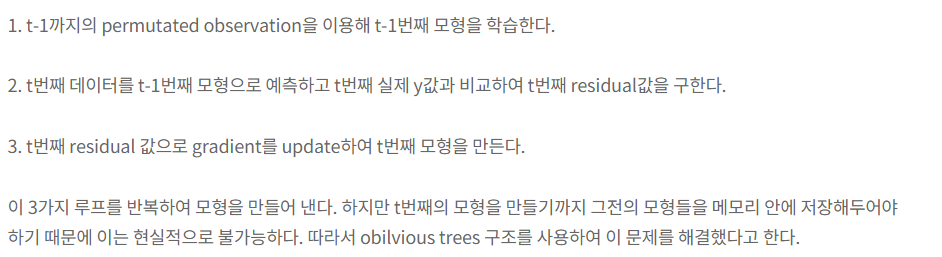 1. t-1까지의 permutated observation을 이용해 t-1번째 모형을 학습한다.
2. t번째 데이터를 t-1번째 모형으로 예측하고 t번째 실제 y값과 비교하여 t번째 residual값을 구한다.
3. t번째 residual 값으로 gradient를 update하여 t번째 모형을 만든다.
이 3가지 루프를 반복하여 모형을 만들어 낸다. 하지만 t번째의 모형을 만들기까지 그전의 모형들을 메모리 안에 저장해두어야
하기 때문에 이는 현실적으로 불가능하다. 따라서 obilvious trees 구조를 사용하여 이 문제를 해결했다고 한다.